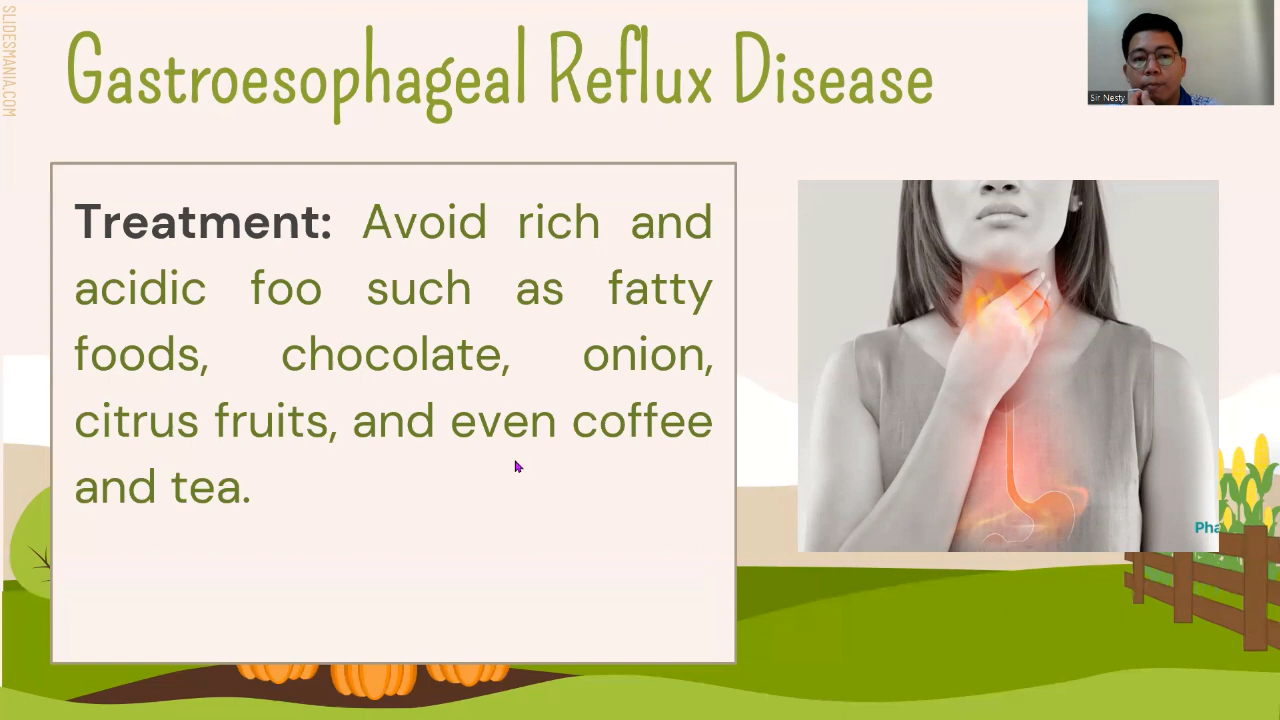 SLIDESMANIA.COM
Gastroesophageal Reflux Disease
Sir Nesty
Treatment: Avoid rich and
acidic foo such as fatty
foods, chocolate, onion,
citrus fruits, and even coffee
and tea.
Pha